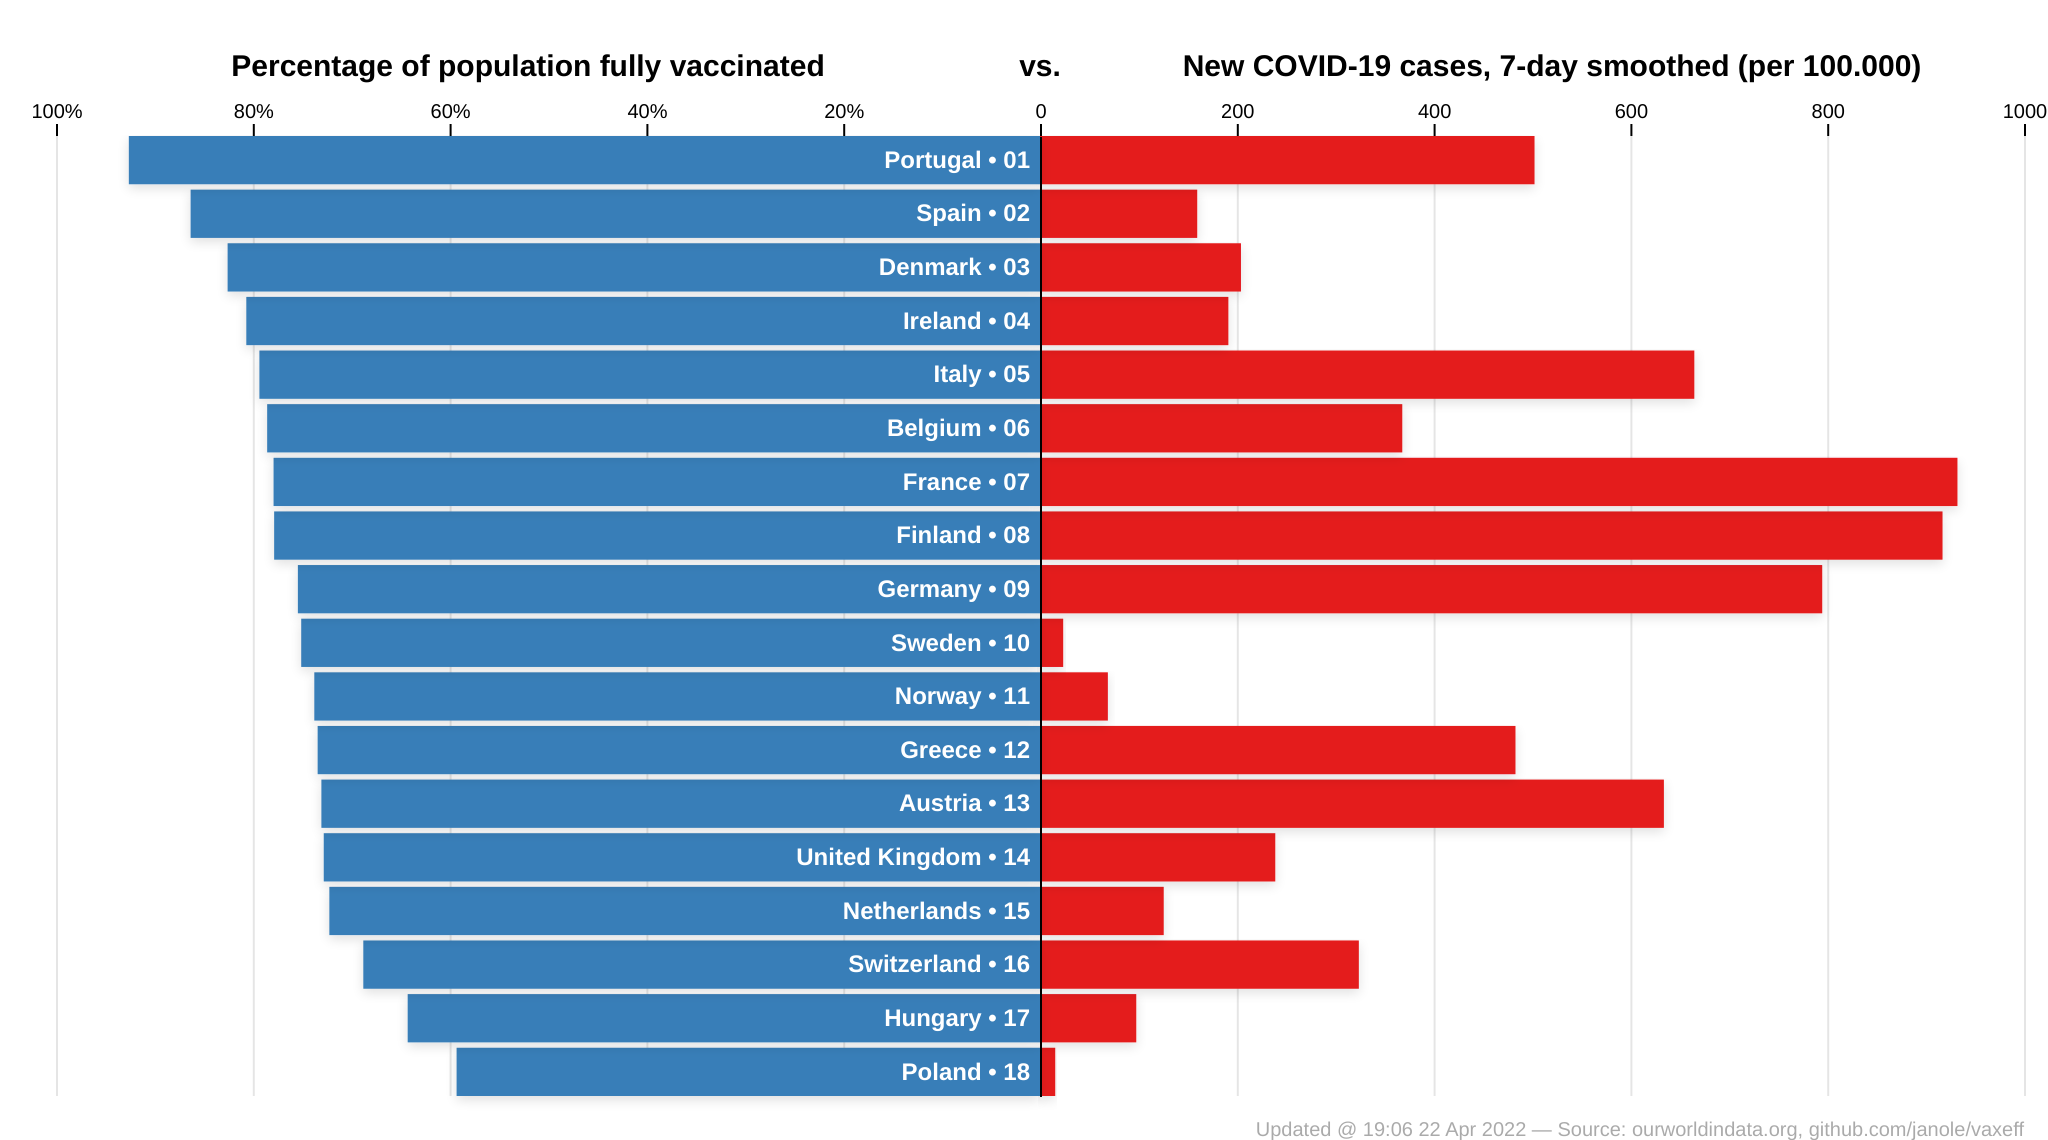 Percentage of population fully vaccinated vs. New COVID-19 cases, 7-day smoothed (per 100.000)
100% 80% 60% 40% 20% 0 200 400 600 800 1000
Portugal • 01
Spain • 02
Denmark • 03
Ireland • 04
Italy • 05
Belgium • 06
France • 07
Finland • 08
Germany • 09
Sweden • 10
Norway • 11
Greece • 12
Austria • 13
United Kingdom • 14
Netherlands • 15
Switzerland • 16
Hungary • 17
Poland • 18
Updated @ 19:06 22 Apr 2022 — Source: ourworldindata.org, github.com/janole/vaxeff